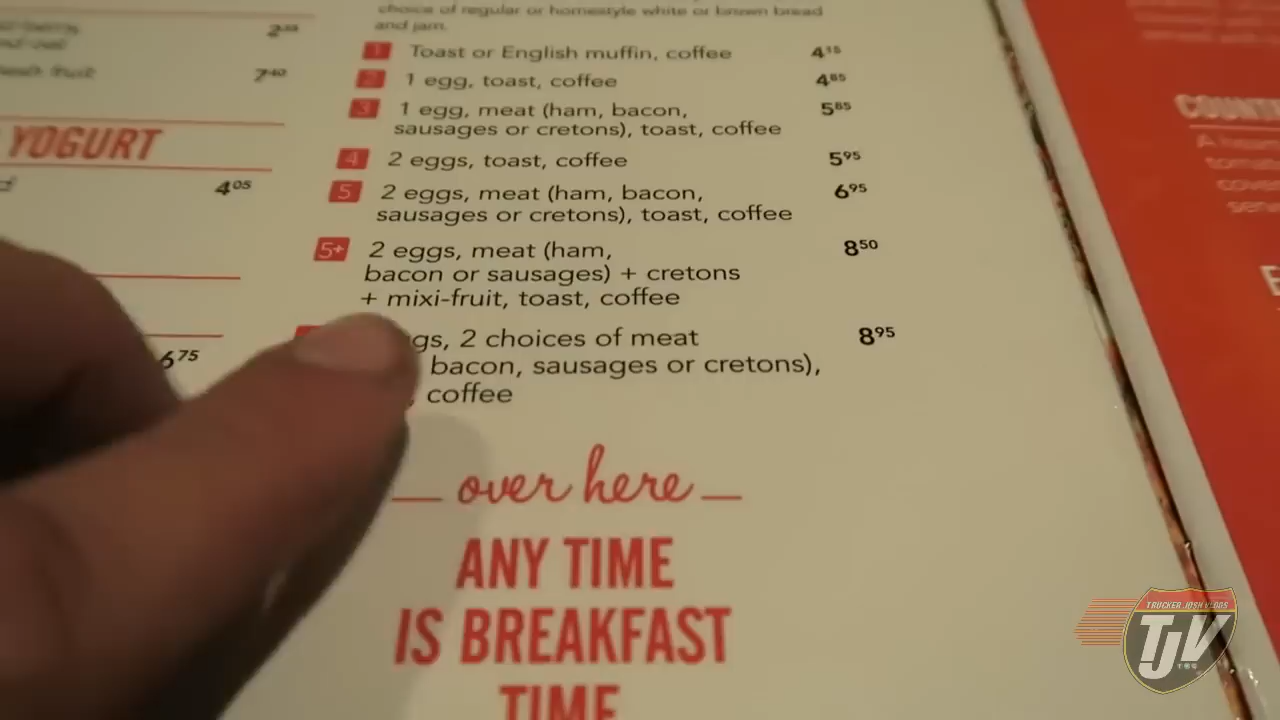 choice of regular or homestyle white or brown bread
and jam.
1 Toast or English muffin, coffee 4 15
2 1 egg, toast, coffee 4 85
3 1 egg, meat (ham, bacon, 5 85
sausages or cretons), toast, coffee
4 2 eggs, toast, coffee 5 95
5 2 eggs, meat (ham, bacon, 6 95
sausages or cretons), toast, coffee
5+ 2 eggs, meat (ham, 8 50
bacon or sausages) + cretons
+ mixi-fruit, toast, coffee
gs, 2 choices of meat 8 95
bacon, sausages or cretons),
, coffee
over here
ANY TIME
IS BREAKFAST
TIME
fruit 7 40
YOGURT
4 05
6 75
COUNT
TRUCKER JOSH VLOGS
TJV